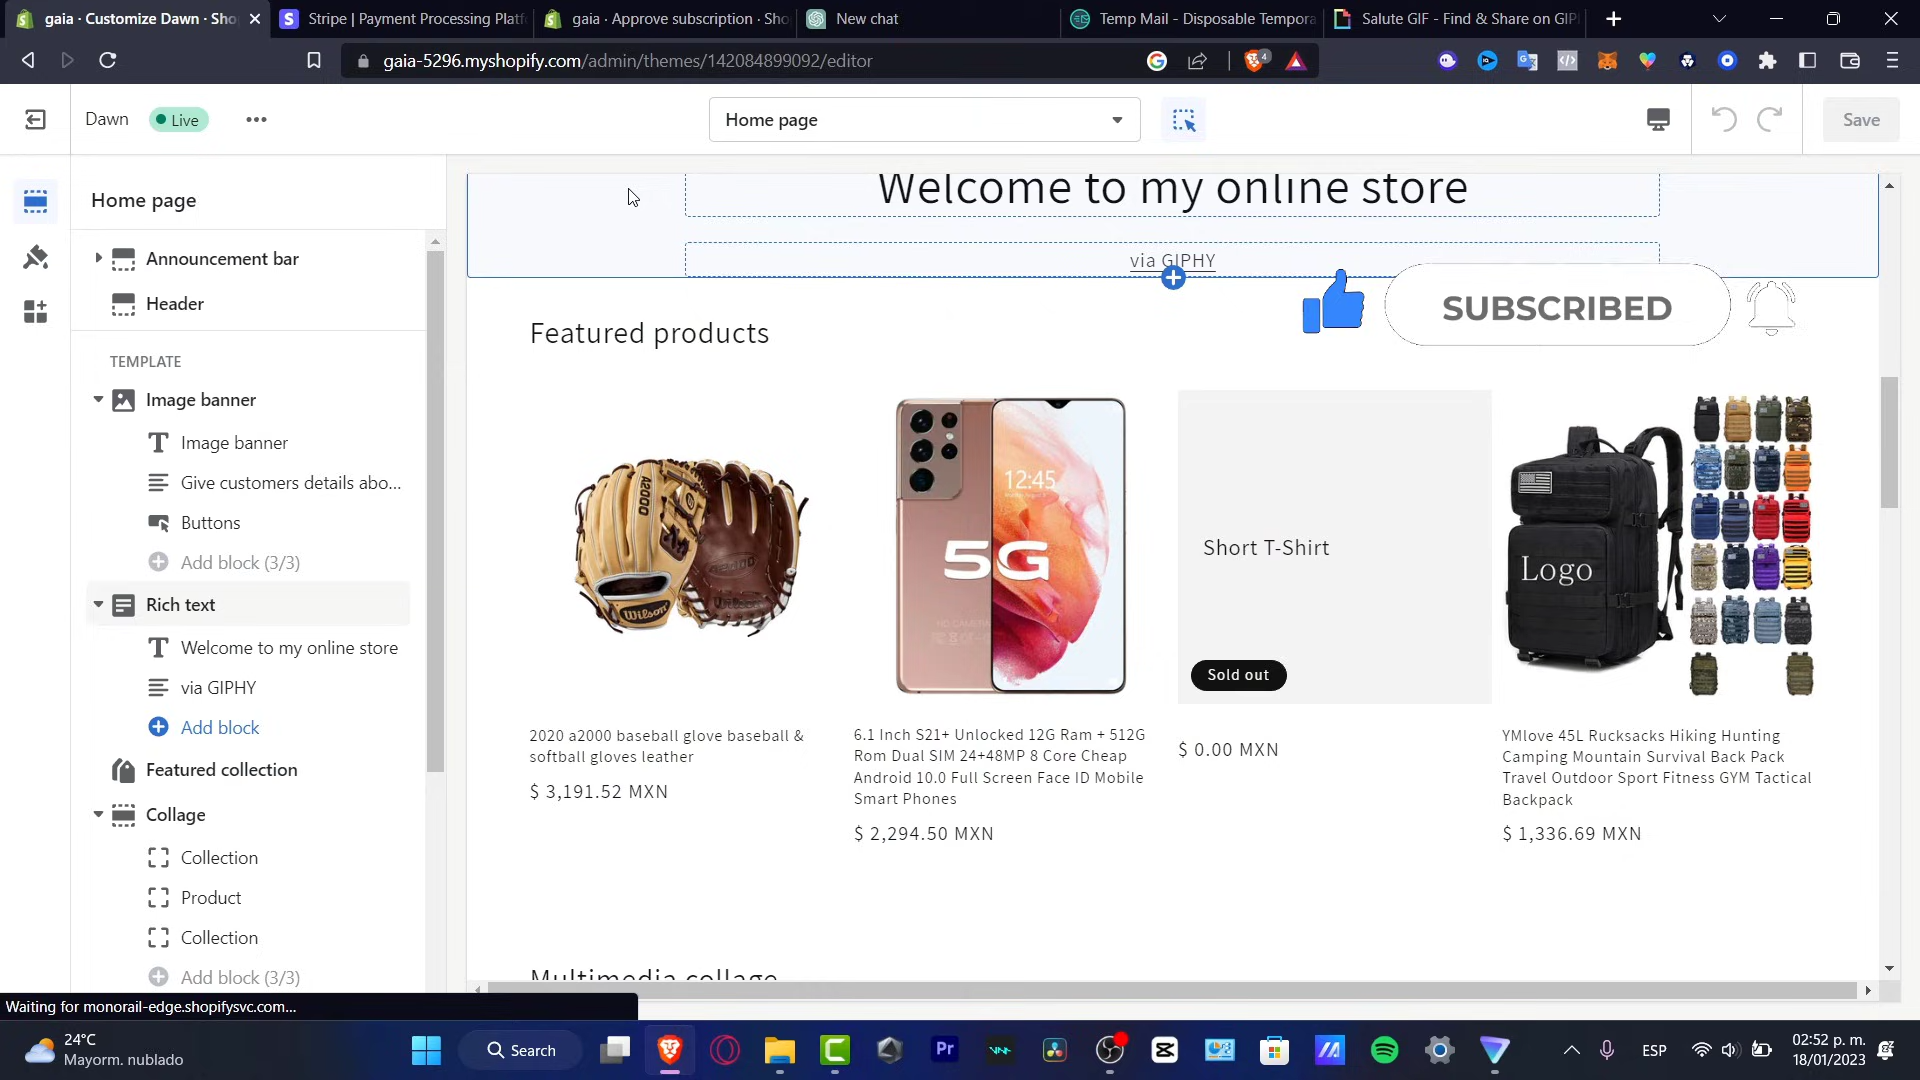 gaia · Customize Dawn · Sho
Stripe | Payment Processing Platf
gaia · Approve subscription · Sho
New chat
Temp Mail - Disposable Tempora
Salute GIF - Find & Share on GIP
gaia-5296.myshopify.com/admin/themes/142084899092/editor
4
Dawn
Live
Home page
Save
Home page
Announcement bar
Header
TEMPLATE
Image banner
Image banner
Give customers details abo...
Buttons
Add block (3/3)
Rich text
Welcome to my online store
via GIPHY
Add block
Featured collection
Collage
Collection
Product
Collection
Add block (3/3)
Welcome to my online store
via GIPHY
SUBSCRIBED
Featured products
A2000
Wilson
12:45
5G
Short T-Shirt
Sold out
Logo
2020 a2000 baseball glove baseball &
softball gloves leather
$ 3,191.52 MXN
6.1 Inch S21+ Unlocked 12G Ram + 512G
Rom Dual SIM 24+48MP 8 Core Cheap
Android 10.0 Full Screen Face ID Mobile
Smart Phones
$ 2,294.50 MXN
$ 0.00 MXN
YMlove 45L Rucksacks Hiking Hunting
Camping Mountain Survival Back Pack
Travel Outdoor Sport Fitness GYM Tactical
Backpack
$ 1,336.69 MXN
Multimedia collage
Waiting for monorail-edge.shopifysvc.com...
24°C
Mayorm. nublado
Search
Pr
ESP
02:52 p. m.
18/01/2023